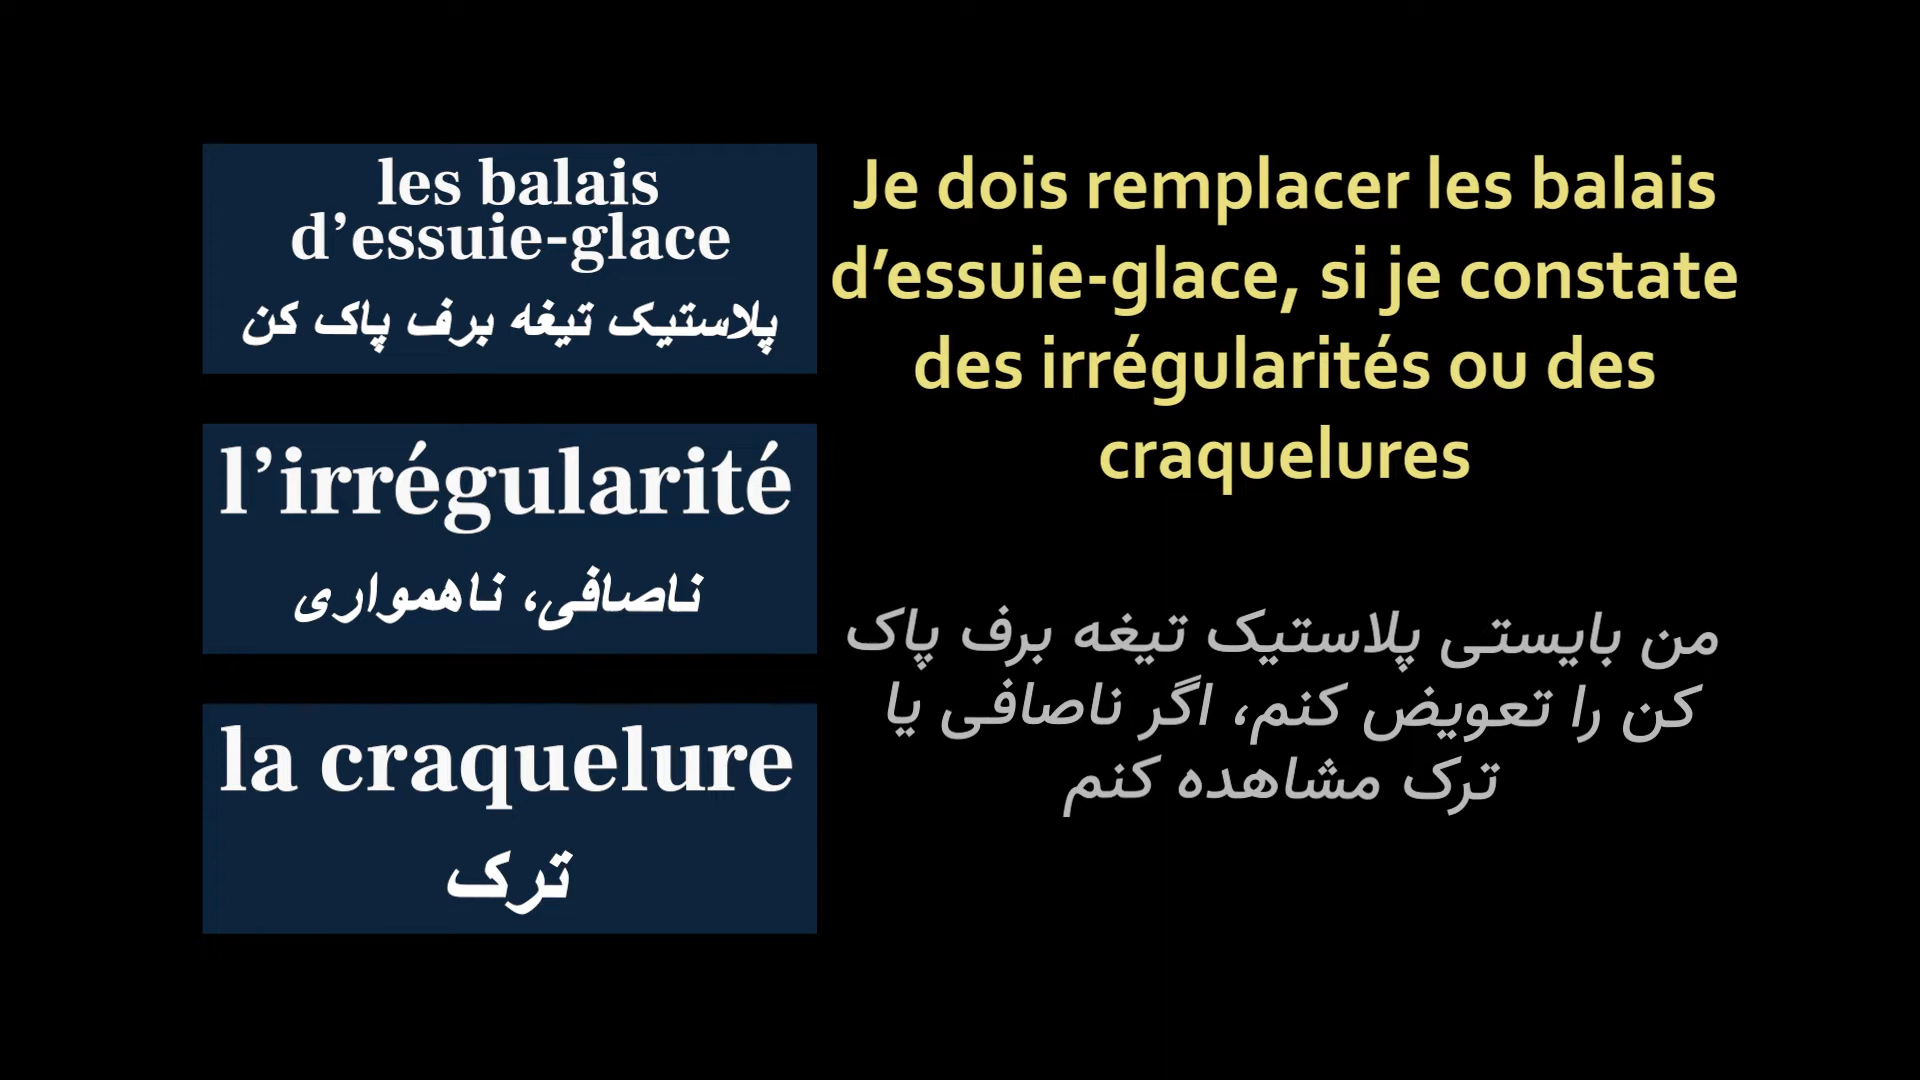 les balais
d’essuie-glace
پلاستیک تیغه برف پاک کن
l’irrégularité
ناصافی، ناهمواری
la craquelure
ترک
Je dois remplacer les balais
d’essuie-glace, si je constate
des irrégularités ou des
craquelures
من بایستی پلاستیک تیغه برف پاک
کن را تعویض کنم، اگر ناصافی یا
ترک مشاهده کنم